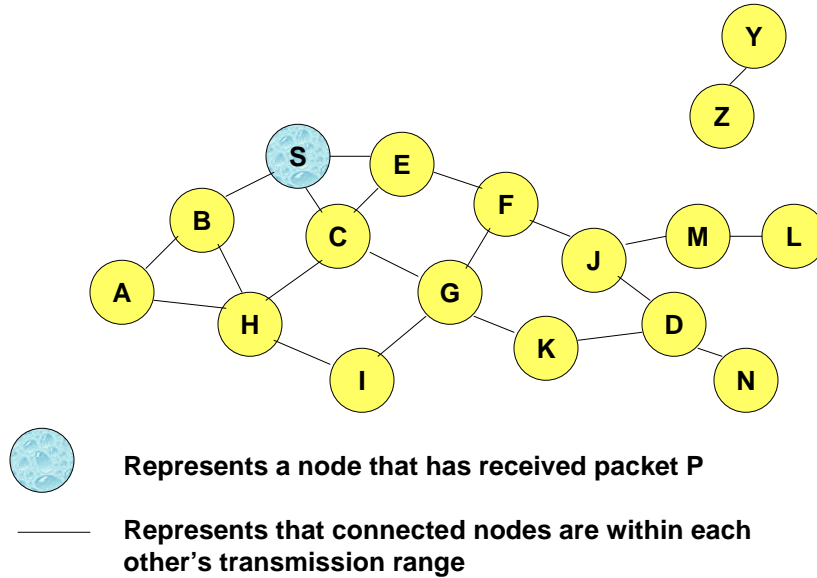 Y
Z
S
E
F
B
C
M
L
J
A
G
H
D
K
I
N
Represents a node that has received packet P
Represents that connected nodes are within each
other's transmission range